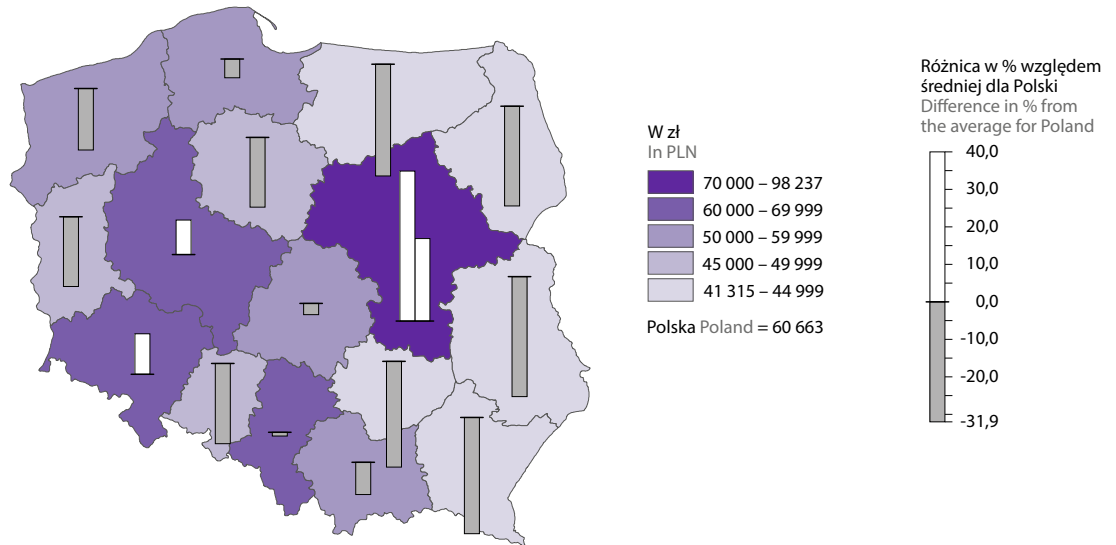 W zł
In PLN
70 000 – 98 237
60 000 – 69 999
50 000 – 59 999
45 000 – 49 999
41 315 – 44 999
Polska Poland = 60 663
Różnica w % względem
średniej dla Polski
Difference in % from
the average for Poland
40,0
30,0
20,0
10,0
0,0
-10,0
-20,0
-31,9